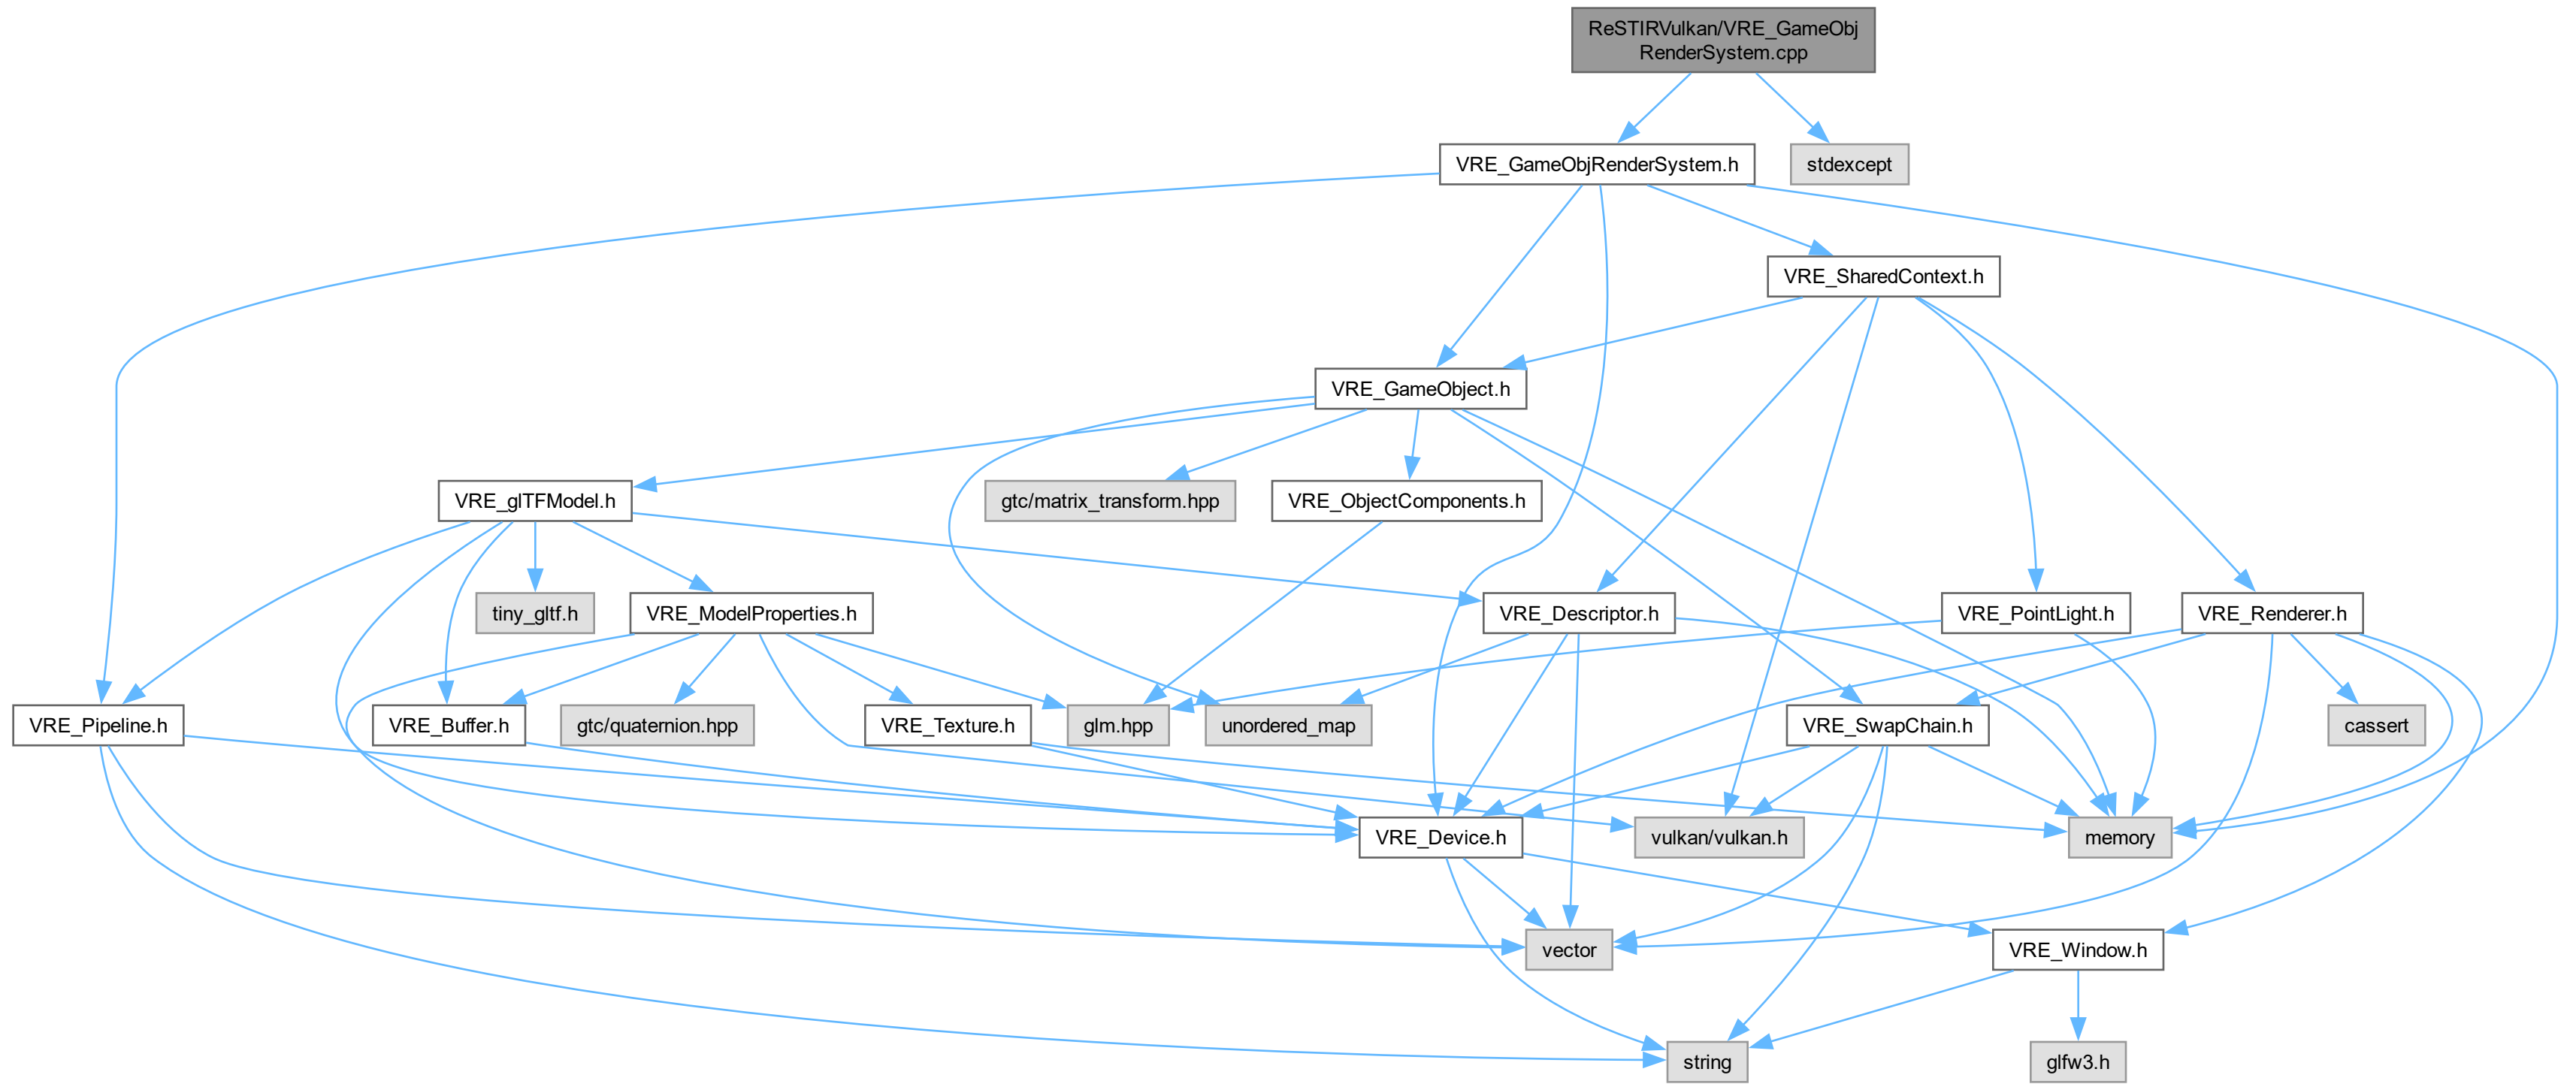 ReSTIRVulkan/VRE_GameObj
RenderSystem.cpp
VRE_GameObjRenderSystem.h
stdexcept
VRE_SharedContext.h
VRE_GameObject.h
VRE_glTFModel.h
gtc/matrix_transform.hpp
VRE_ObjectComponents.h
tiny_gltf.h
VRE_ModelProperties.h
VRE_Descriptor.h
VRE_PointLight.h
VRE_Renderer.h
VRE_Pipeline.h
VRE_Buffer.h
gtc/quaternion.hpp
VRE_Texture.h
glm.hpp
unordered_map
VRE_SwapChain.h
cassert
VRE_Device.h
vulkan/vulkan.h
memory
vector
VRE_Window.h
string
glfw3.h